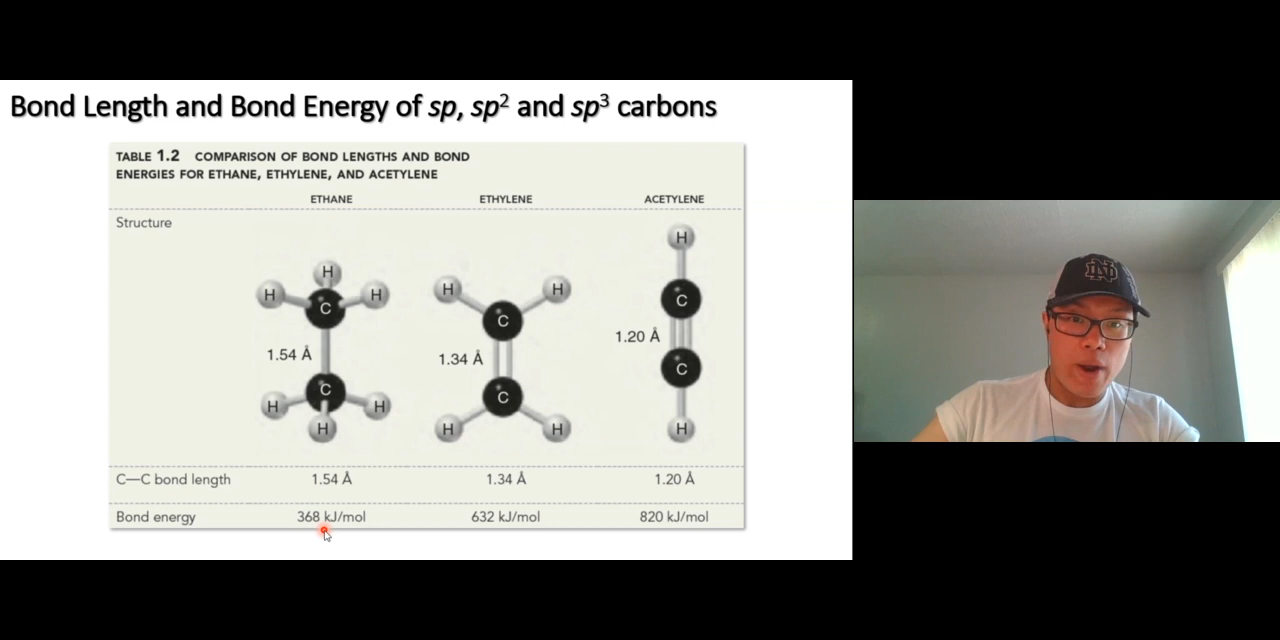 Bond Length and Bond Energy of sp, sp² and sp³ carbons
TABLE 1.2 COMPARISON OF BOND LENGTHS AND BOND
ENERGIES FOR ETHANE, ETHYLENE, AND ACETYLENE
ETHANE ETHYLENE ACETYLENE
Structure
H
H H H
C
1.54 Å
C
H H H
H H
C
1.34 Å
C
H H
H
C
1.20 Å
C
H
C—C bond length 1.54 Å 1.34 Å 1.20 Å
Bond energy 368 kJ/mol 632 kJ/mol 820 kJ/mol
ND